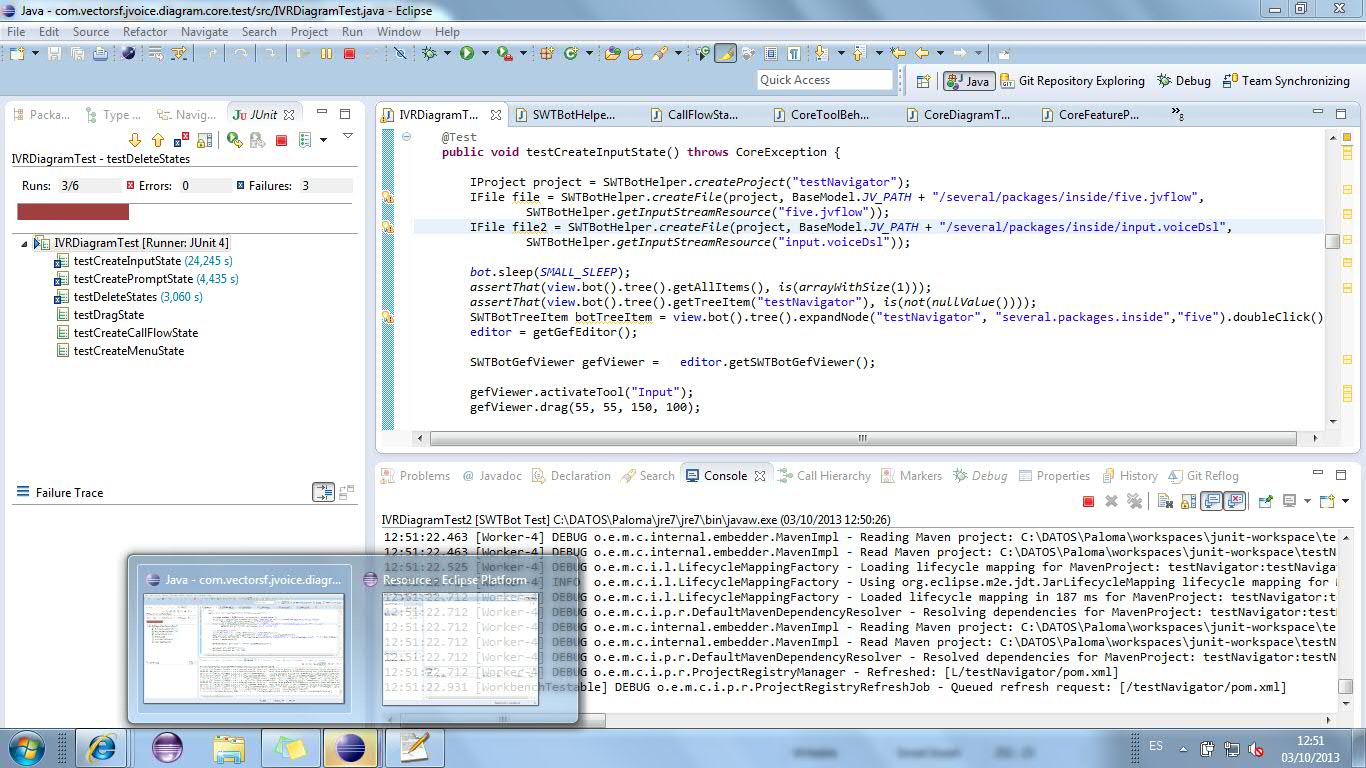 Java - com.vectorsf.jvoice.diagram.core.test/src/IVRDiagramTest.java - Eclipse
File Edit Source Refactor Navigate Search Project Run Window Help
Quick Access
Java
Git Repository Exploring
Debug
Team Synchronizing
Packa...
Type ...
Navig...
JUnit
IVRDiagramTest - testDeleteStates
Runs: 3/6 Errors: 0 Failures: 3
IVRDiagramTest [Runner: JUnit 4]
testCreateInputState (24,245 s)
testCreatePromptState (4,435 s)
testDeleteStates (3,060 s)
testDragState
testCreateCallFlowState
testCreateMenuState
Failure Trace
IVRDiagramT... SWTBotHelpe... CallFlowSta... CoreToolBeh... CoreDiagramT... CoreFeatureP... »8
@Test
public void testCreateInputState() throws CoreException {
IProject project = SWTBotHelper.createProject("testNavigator");
IFile file = SWTBotHelper.createFile(project, BaseModel.JV_PATH + "/several/packages/inside/five.jvflow",
SWTBotHelper.getInputStreamResource("five.jvflow"));
IFile file2 = SWTBotHelper.createFile(project, BaseModel.JV_PATH + "/several/packages/inside/input.voiceDsl",
SWTBotHelper.getInputStreamResource("input.voiceDsl"));
bot.sleep(SMALL_SLEEP);
assertThat(view.bot().tree().getAllItems(), is(arrayWithSize(1)));
assertThat(view.bot().tree().getTreeItem("testNavigator"), is(not(nullValue())));
SWTBotTreeItem botTreeItem = view.bot().tree().expandNode("testNavigator", "several.packages.inside","five").doubleClick()
editor = getGefEditor();
SWTBotGefViewer gefViewer =   editor.getSWTBotGefViewer();
gefViewer.activateTool("Input");
gefViewer.drag(55, 55, 150, 100);
Problems @ Javadoc Declaration Search Console Call Hierarchy Markers Debug Properties History Git Reflog
IVRDiagramTest2 [SWTBot Test] C:\DATOS\Paloma\jre7\jre7\bin\javaw.exe (03/10/2013 12:50:26)
12:51:22.463 [Worker-4] DEBUG o.e.m.c.internal.embedder.MavenImpl - Reading Maven project: C:\DATOS\Paloma\workspaces\junit-workspace\te
12:51:22.463 [Worker-4] DEBUG o.e.m.c.internal.embedder.MavenImpl - Read Maven project: C:\DATOS\Paloma\workspaces\junit-workspace\testN
12:51:22.525 [Worker-4] DEBUG o.e.m.c.i.l.LifecycleMappingFactory - Loading lifecycle mapping for MavenProject: testNavigator:testNaviga
INFO o.e.m.c.i.l.LifecycleMappingFactory - Using org.eclipse.m2e.jdt.JarLifecycleMapping lifecycle mapping for
12:51:22.712 [Worker-4] DEBUG o.e.m.c.i.l.LifecycleMappingFactory - Loaded lifecycle mapping in 187 ms for MavenProject: testNavigator:t
12:51:22.712 [Worker-4] DEBUG o.e.m.c.i.p.r.DefaultMavenDependencyResolver - Resolving dependencies for MavenProject: testNavigator:test
12:51:22.712 [Worker-4] DEBUG o.e.m.c.internal.embedder.MavenImpl - Reading Maven project: C:\DATOS\Paloma\workspaces\junit-workspace\te
12:51:22.712 [Worker-4] DEBUG o.e.m.c.internal.embedder.MavenImpl - Read Maven project: C:\DATOS\Paloma\workspaces\junit-workspace\testN
12:51:22.712 [Worker-4] DEBUG o.e.m.c.i.p.r.DefaultMavenDependencyResolver - Resolved dependencies for MavenProject: testNavigator:testN
12:51:22.712 [Worker-4] DEBUG o.e.m.c.i.p.r.ProjectRegistryManager - Refreshed: [L/testNavigator/pom.xml]
12:51:22.931 [WorkbenchTestable] DEBUG o.e.m.c.i.p.r.ProjectRegistryRefreshJob - Queued refresh request: [/testNavigator/pom.xml]
Java - com.vectorsf.jvoice.diagr...
Resource - Eclipse Platform
ES
12:51
03/10/2013